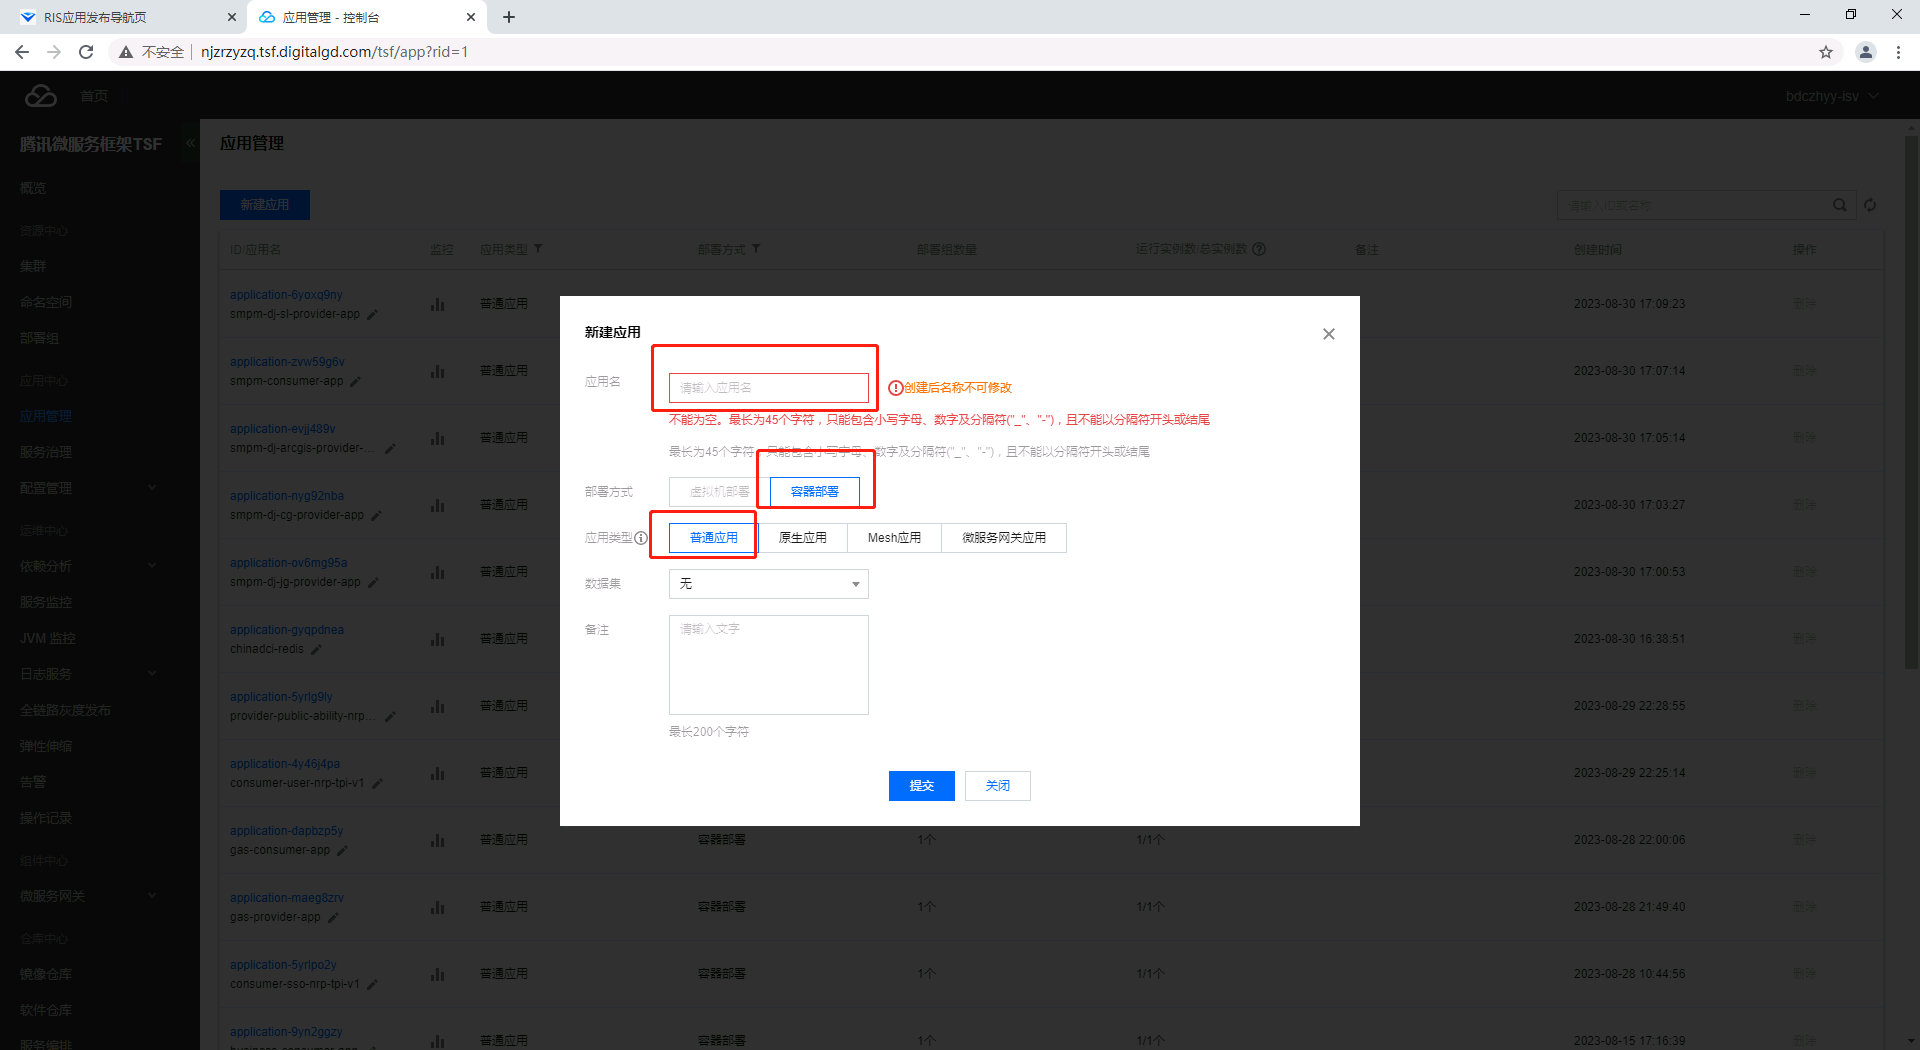 RIS应用发布导航页
应用管理 - 控制台
不安全 njzrzyzq.tsf.digitalgd.com/tsf/app?rid=1
首页
bdczhyy-isv
腾讯微服务框架TSF
概览
资源中心
集群
命名空间
部署组
应用中心
应用管理
服务治理
配置管理
运维中心
依赖分析
服务监控
JVM 监控
日志服务
全链路灰度发布
弹性伸缩
告警
操作记录
组件中心
微服务网关
仓库中心
镜像仓库
软件仓库
服务编排
应用管理
新建应用
请输入ID或名称
ID/应用名 监控 应用类型 部署方式 部署组数量 运行实例数/总实例数 备注 创建时间 操作
application-6yoxq9ny
smpm-dj-sl-provider-app
普通应用 2023-08-30 17:09:23 删除
application-zvw59g6v
smpm-consumer-app
普通应用 2023-08-30 17:07:14 删除
application-evjj489v
smpm-dj-arcgis-provider-...
普通应用 2023-08-30 17:05:14 删除
application-nyg92nba
smpm-dj-cg-provider-app
普通应用 2023-08-30 17:03:27 删除
application-ov6mg95a
smpm-dj-jg-provider-app
普通应用 2023-08-30 17:00:53 删除
application-gyqpdnea
chinadci-redis
普通应用 2023-08-30 16:38:51 删除
application-5yrlg9ly
provider-public-ability-nrp...
普通应用 2023-08-29 22:28:55 删除
application-4y46j4pa
consumer-user-nrp-tpi-v1
普通应用 2023-08-29 22:25:14 删除
application-dapbzp5y
gas-consumer-app
普通应用 容器部署 1个 1/1个 2023-08-28 22:00:06 删除
application-maeg8zrv
gas-provider-app
普通应用 容器部署 1个 1/1个 2023-08-28 21:49:40 删除
application-5yrlpo2y
consumer-sso-nrp-tpi-v1
普通应用 容器部署 1个 1/1个 2023-08-28 10:44:56 删除
application-9yn2ggzy
普通应用 容器部署 1个 1/1个 2023-08-15 17:16:39 删除
新建应用
应用名 请输入应用名 创建后名称不可修改
不能为空。最长为45个字符，只能包含小写字母、数字及分隔符("_"、"-")，且不能以分隔符开头或结尾
最长为45个字符，只能包含小写字母、数字及分隔符("_"、"-")，且不能以分隔符开头或结尾
部署方式 虚拟机部署 容器部署
应用类型 普通应用 原生应用 Mesh应用 微服务网关应用
数据集 无
备注 请输入文字
最长200个字符
提交 关闭